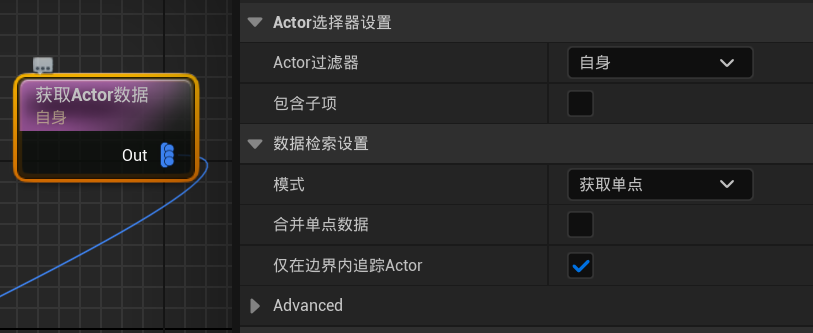 获取Actor数据
自身
Out
Actor选择器设置
Actor过滤器
自身
包含子项
数据检索设置
模式
获取单点
合并单点数据
仅在边界内追踪Actor
Advanced